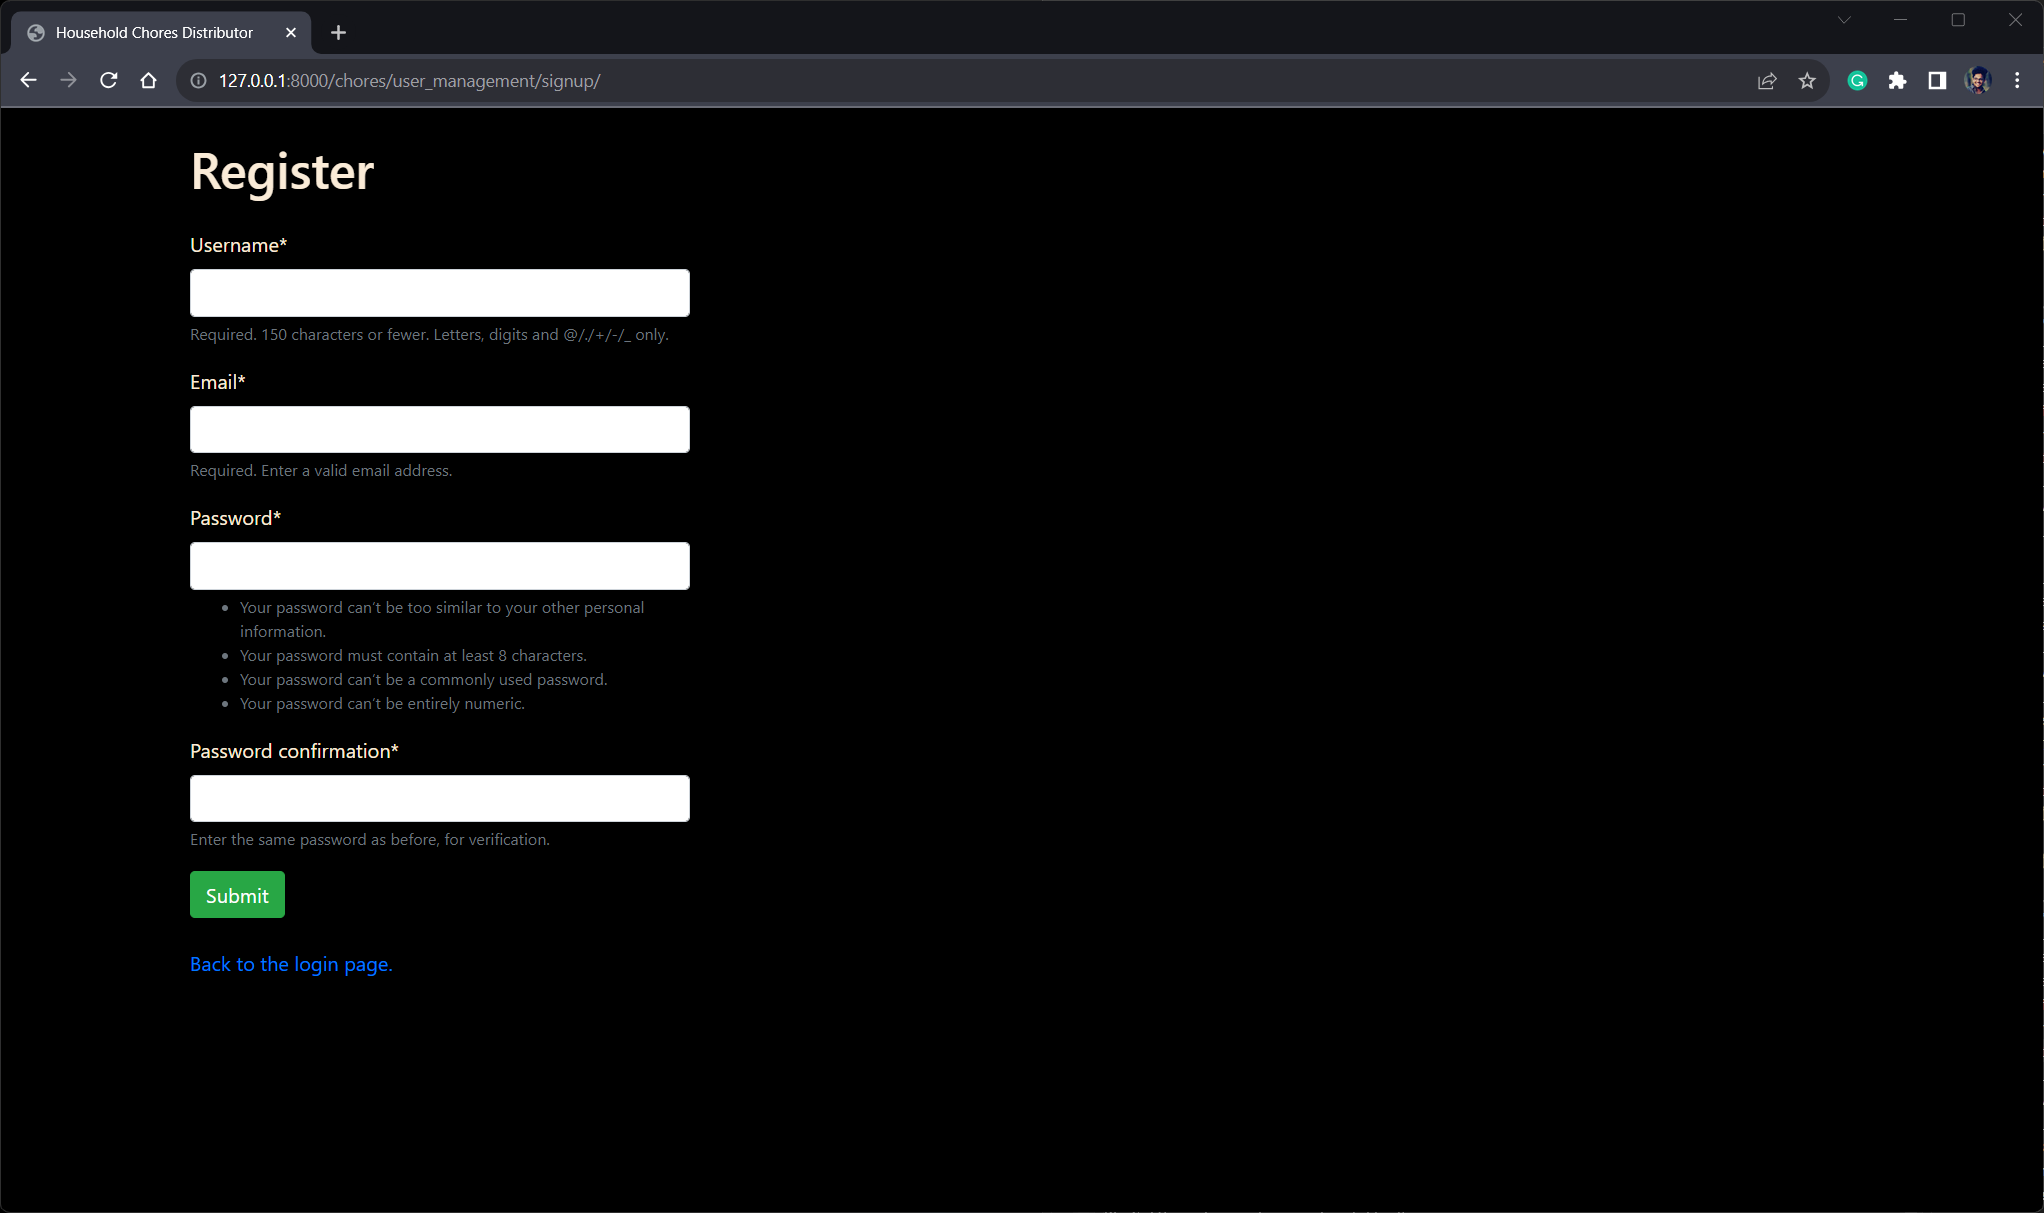 Household Chores Distributor
127.0.0.1:8000/chores/user_management/signup/
Register
Username*
Required. 150 characters or fewer. Letters, digits and @/./+/-/_ only.
Email*
Required. Enter a valid email address.
Password*
Your password can’t be too similar to your other personal
information.
Your password must contain at least 8 characters.
Your password can’t be a commonly used password.
Your password can’t be entirely numeric.
Password confirmation*
Enter the same password as before, for verification.
Submit
Back to the login page.